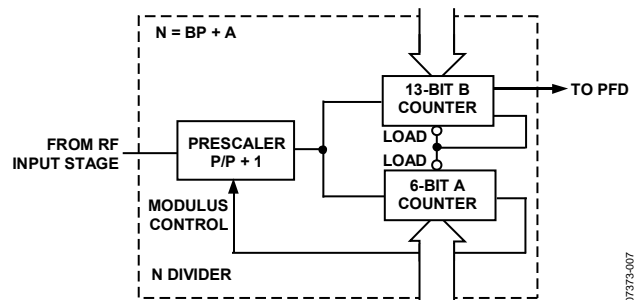 N = BP + A
13-BIT B
COUNTER
TO PFD
FROM RF
INPUT STAGE
PRESCALER
P/P + 1
LOAD
LOAD
6-BIT A
COUNTER
MODULUS
CONTROL
N DIVIDER
07373-007